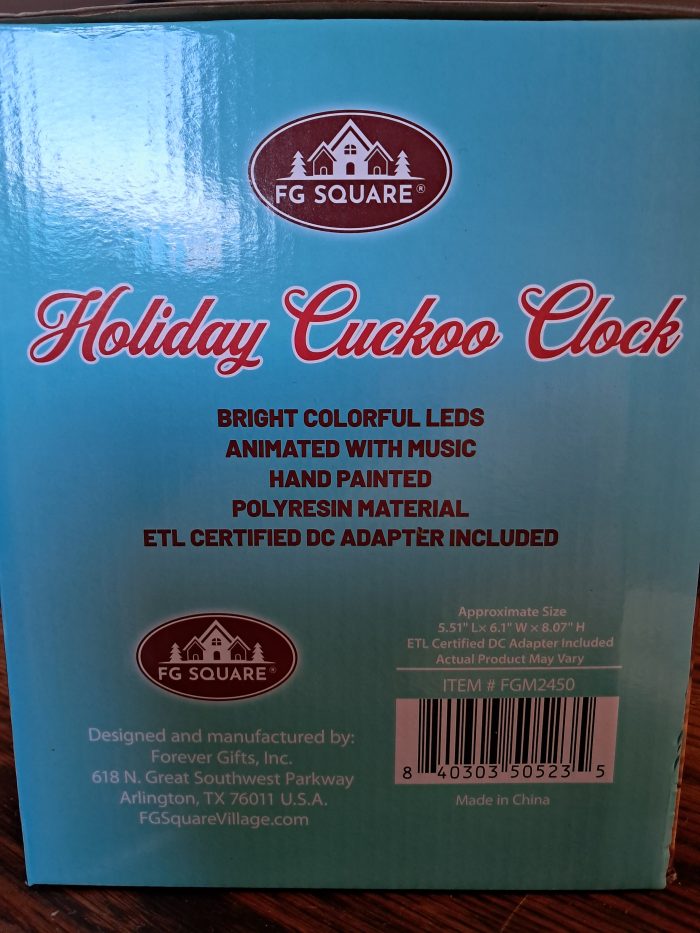 FG SQUARE®
Holiday Cuckoo Clock
BRIGHT COLORFUL LEDS
ANIMATED WITH MUSIC
HAND PAINTED
POLYRESIN MATERIAL
ETL CERTIFIED DC ADAPTER INCLUDED
FG SQUARE®
Designed and manufactured by:
Forever Gifts, Inc.
618 N. Great Southwest Parkway
Arlington, TX 76011 U.S.A.
FGSquareVillage.com
Approximate Size
5.51" L× 6.1" W × 8.07" H
ETL Certified DC Adapter Included
Actual Product May Vary
ITEM # FGM2450
8 40303 50523 5
Made in China